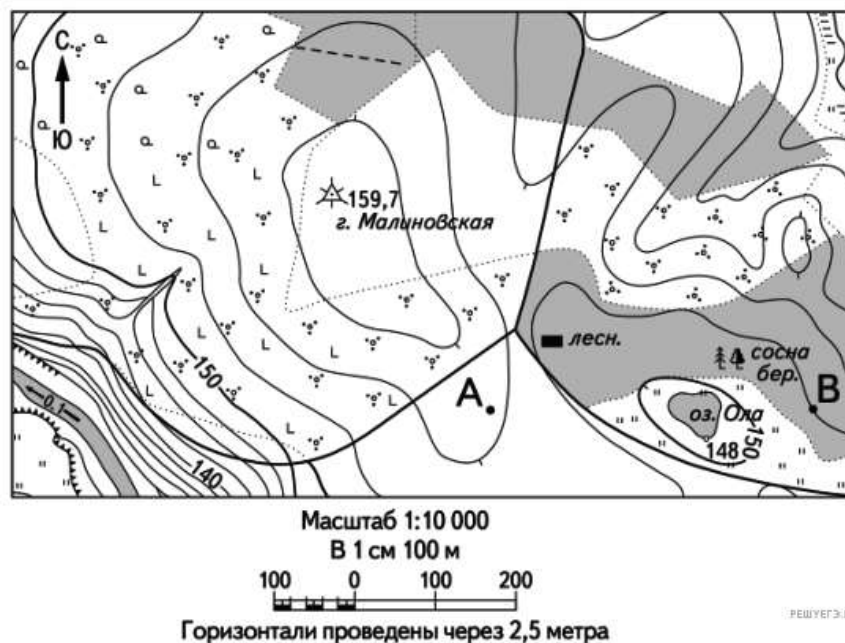 С
Ю
159,7
г. Малиновская
150
140
0,1
А
В
лесн.
сосна
бер.
оз. Ола
148
150
Масштаб 1:10 000
В 1 см 100 м
100 0 100 200
Горизонтали проведены через 2,5 метра